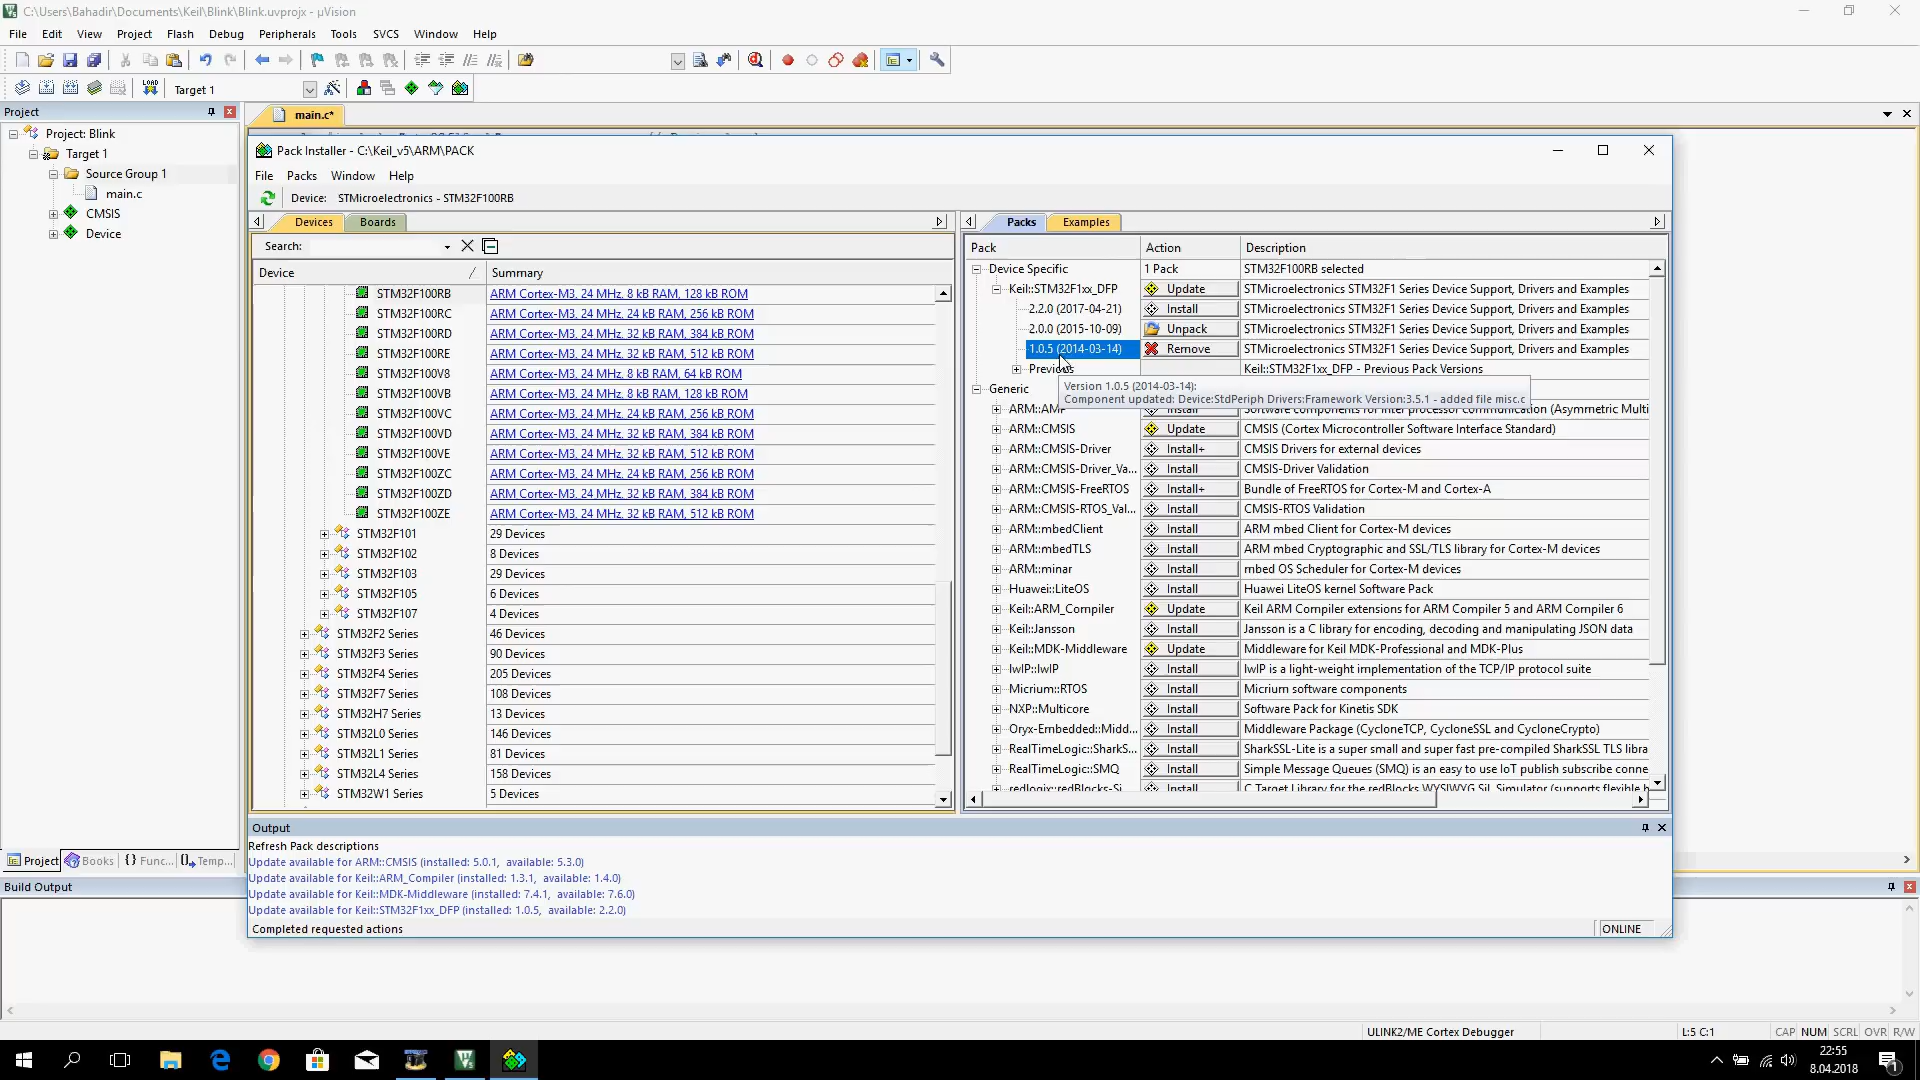 C:\Users\Bahadir\Documents\Keil\Blink\Blink.uvprojx - µVision
File Edit View Project Flash Debug Peripherals Tools SVCS Window Help
LOAD Target 1
Project
main.c*
Project: Blink
Target 1
Source Group 1
main.c
CMSIS
Device
Pack Installer - C:\Keil_v5\ARM\PACK
File Packs Window Help
Device: STMicroelectronics - STM32F100RB
Devices Boards
Search:
Device Summary
STM32F100RB ARM Cortex-M3, 24 MHz, 8 kB RAM, 128 kB ROM
STM32F100RC ARM Cortex-M3, 24 MHz, 24 kB RAM, 256 kB ROM
STM32F100RD ARM Cortex-M3, 24 MHz, 32 kB RAM, 384 kB ROM
STM32F100RE ARM Cortex-M3, 24 MHz, 32 kB RAM, 512 kB ROM
STM32F100V8 ARM Cortex-M3, 24 MHz, 8 kB RAM, 64 kB ROM
STM32F100VB ARM Cortex-M3, 24 MHz, 8 kB RAM, 128 kB ROM
STM32F100VC ARM Cortex-M3, 24 MHz, 24 kB RAM, 256 kB ROM
STM32F100VD ARM Cortex-M3, 24 MHz, 32 kB RAM, 384 kB ROM
STM32F100VE ARM Cortex-M3, 24 MHz, 32 kB RAM, 512 kB ROM
STM32F100ZC ARM Cortex-M3, 24 MHz, 24 kB RAM, 256 kB ROM
STM32F100ZD ARM Cortex-M3, 24 MHz, 32 kB RAM, 384 kB ROM
STM32F100ZE ARM Cortex-M3, 24 MHz, 32 kB RAM, 512 kB ROM
STM32F101 29 Devices
STM32F102 8 Devices
STM32F103 29 Devices
STM32F105 6 Devices
STM32F107 4 Devices
STM32F2 Series 46 Devices
STM32F3 Series 90 Devices
STM32F4 Series 205 Devices
STM32F7 Series 108 Devices
STM32H7 Series 13 Devices
STM32L0 Series 146 Devices
STM32L1 Series 81 Devices
STM32L4 Series 158 Devices
STM32W1 Series 5 Devices
Packs Examples
Pack Action Description
Device Specific 1 Pack STM32F100RB selected
Keil::STM32F1xx_DFP Update STMicroelectronics STM32F1 Series Device Support, Drivers and Examples
2.2.0 (2017-04-21) Install STMicroelectronics STM32F1 Series Device Support, Drivers and Examples
2.0.0 (2015-10-09) Unpack STMicroelectronics STM32F1 Series Device Support, Drivers and Examples
1.0.5 (2014-03-14) Remove STMicroelectronics STM32F1 Series Device Support, Drivers and Examples
Previous Keil::STM32F1xx_DFP - Previous Pack Versions
Generic
Version 1.0.5 (2014-03-14):
Component updated: Device:StdPeriph Drivers:Framework Version:3.5.1 - added file misc.c
ARM::AMP Install Software components for inter processor communication (Asymmetric Multi
ARM::CMSIS Update CMSIS (Cortex Microcontroller Software Interface Standard)
ARM::CMSIS-Driver Install+ CMSIS Drivers for external devices
ARM::CMSIS-Driver_Va... Install CMSIS-Driver Validation
ARM::CMSIS-FreeRTOS Install+ Bundle of FreeRTOS for Cortex-M and Cortex-A
ARM::CMSIS-RTOS_Val... Install CMSIS-RTOS Validation
ARM::mbedClient Install ARM mbed Client for Cortex-M devices
ARM::mbedTLS Install ARM mbed Cryptographic and SSL/TLS library for Cortex-M devices
ARM::minar Install mbed OS Scheduler for Cortex-M devices
Huawei::LiteOS Install Huawei LiteOS kernel Software Pack
Keil::ARM_Compiler Update Keil ARM Compiler extensions for ARM Compiler 5 and ARM Compiler 6
Keil::Jansson Install Jansson is a C library for encoding, decoding and manipulating JSON data
Keil::MDK-Middleware Update Middleware for Keil MDK-Professional and MDK-Plus
lwIP::lwIP Install lwIP is a light-weight implementation of the TCP/IP protocol suite
Micrium::RTOS Install Micrium software components
NXP::Multicore Install Software Pack for Kinetis SDK
Oryx-Embedded::Midd... Install Middleware Package (CycloneTCP, CycloneSSL and CycloneCrypto)
RealTimeLogic::SharkS... Install SharkSSL-Lite is a super small and super fast pre-compiled SharkSSL TLS libra
RealTimeLogic::SMQ Install Simple Message Queues (SMQ) is an easy to use IoT publish subscribe conne
redlogix::redBlocks-Si... Install C Target Library for the redBlocks WYSIWYG SiL Simulator (supports flexible h
Output
Refresh Pack descriptions
Update available for ARM::CMSIS (installed: 5.0.1, available: 5.3.0)
Update available for Keil::ARM_Compiler (installed: 1.3.1, available: 1.4.0)
Update available for Keil::MDK-Middleware (installed: 7.4.1, available: 7.6.0)
Update available for Keil::STM32F1xx_DFP (installed: 1.0.5, available: 2.2.0)
Completed requested actions ONLINE
Project Books {} Func... Temp...
Build Output
ULINK2/ME Cortex Debugger L:5 C:1 CAP NUM SCRL OVR R/W
22:55
8.04.2018
1